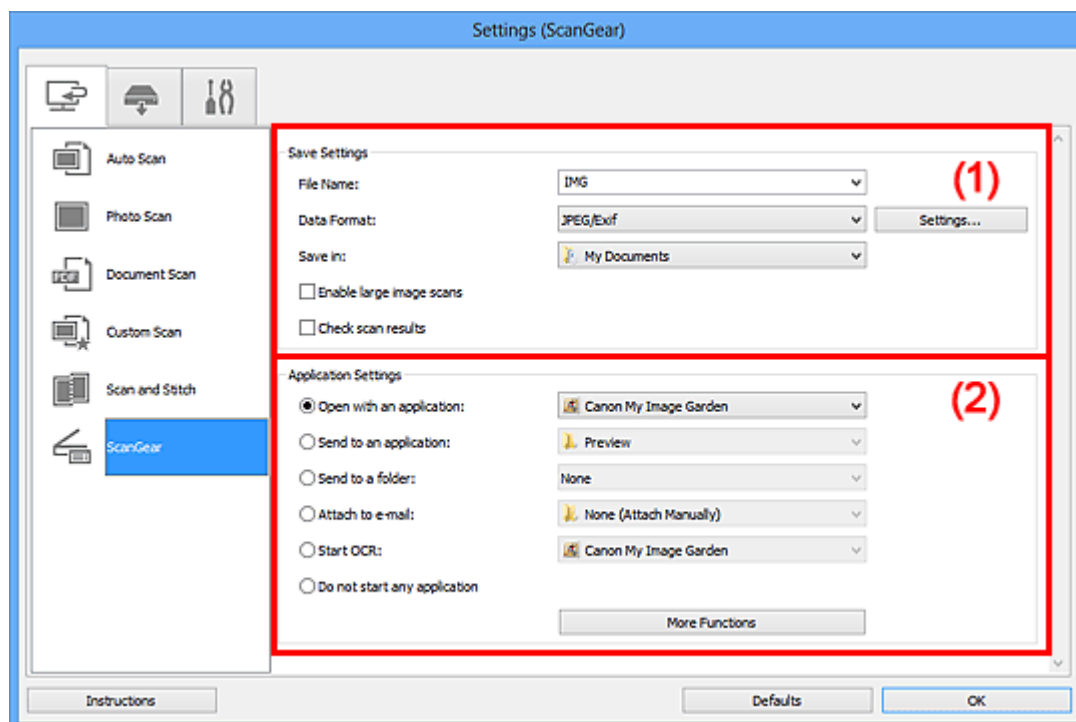 Settings (ScanGear)
Auto Scan
Photo Scan
Document Scan
Custom Scan
Scan and Stitch
ScanGear
Save Settings
(1)
File Name: IMG
Data Format: JPEG/Exif Settings...
Save in: My Documents
Enable large image scans
Check scan results
Application Settings
(2)
Open with an application: Canon My Image Garden
Send to an application: Preview
Send to a folder: None
Attach to e-mail: None (Attach Manually)
Start OCR: Canon My Image Garden
Do not start any application
More Functions
Instructions Defaults OK